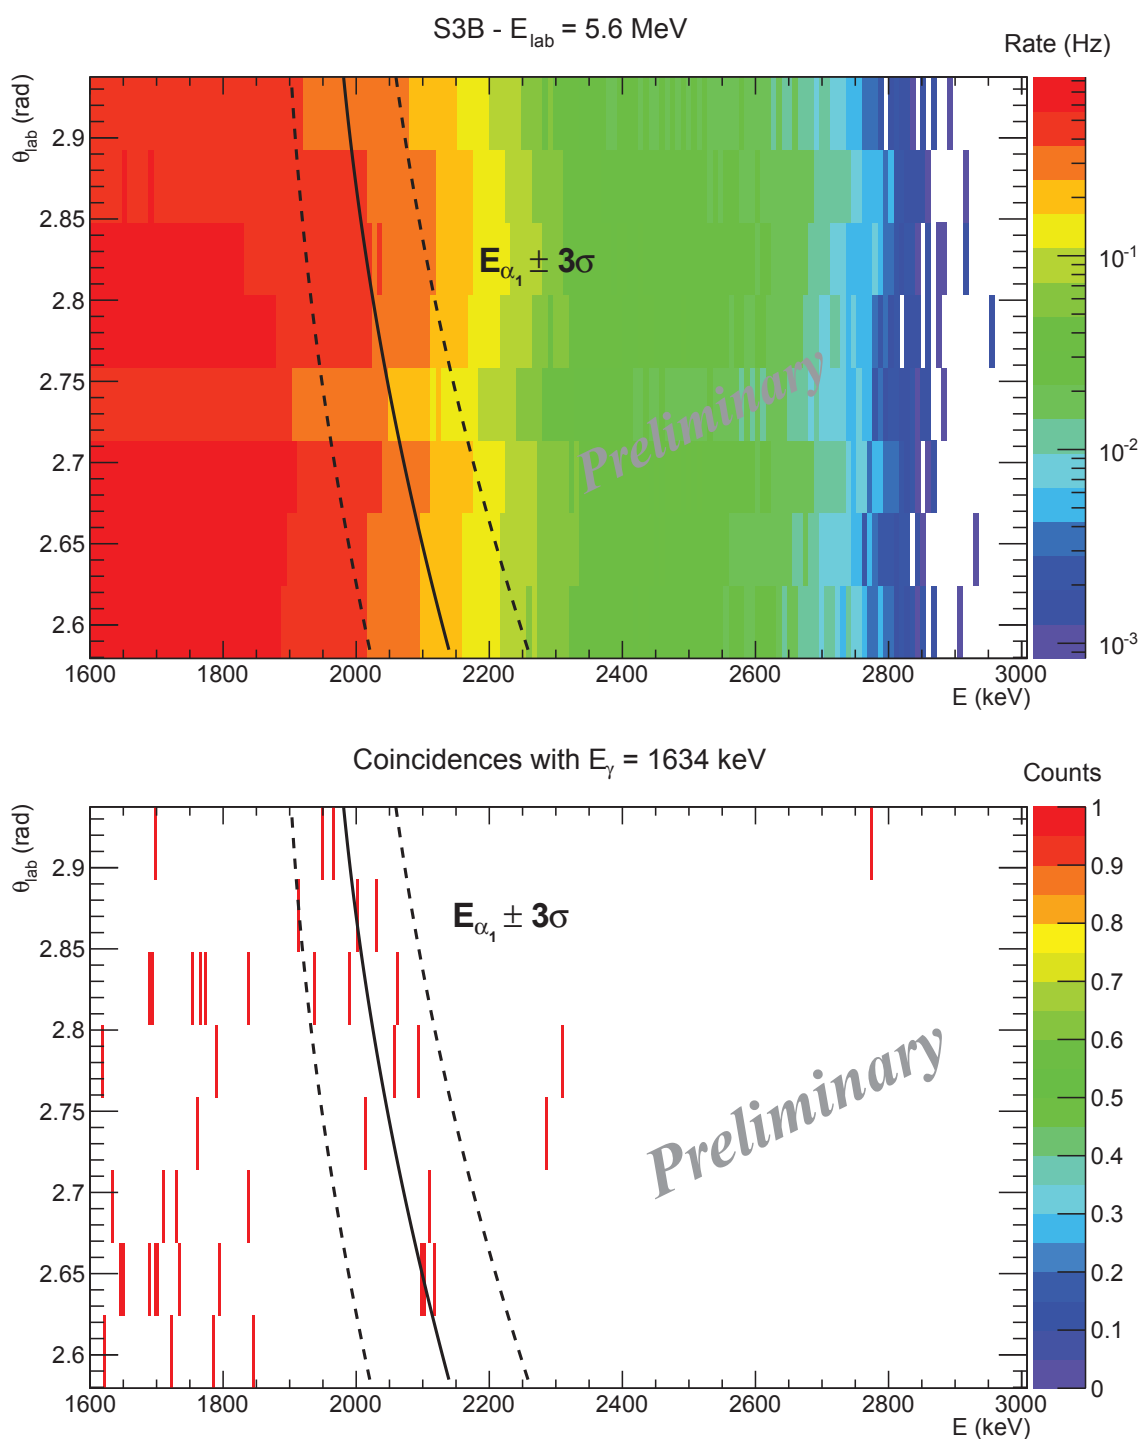 S3B - E_lab = 5.6 MeV
Rate (Hz)
θ_lab (rad)
2.9
2.85
2.8
2.75
2.7
2.65
2.6
E_α₁ ± 3σ
Preliminary
10⁻¹
10⁻²
10⁻³
1600 1800 2000 2200 2400 2600 2800 3000
E (keV)
Coincidences with E_γ = 1634 keV
Counts
θ_lab (rad)
2.9
2.85
2.8
2.75
2.7
2.65
2.6
E_α₁ ± 3σ
Preliminary
1
0.9
0.8
0.7
0.6
0.5
0.4
0.3
0.2
0.1
0
1600 1800 2000 2200 2400 2600 2800 3000
E (keV)